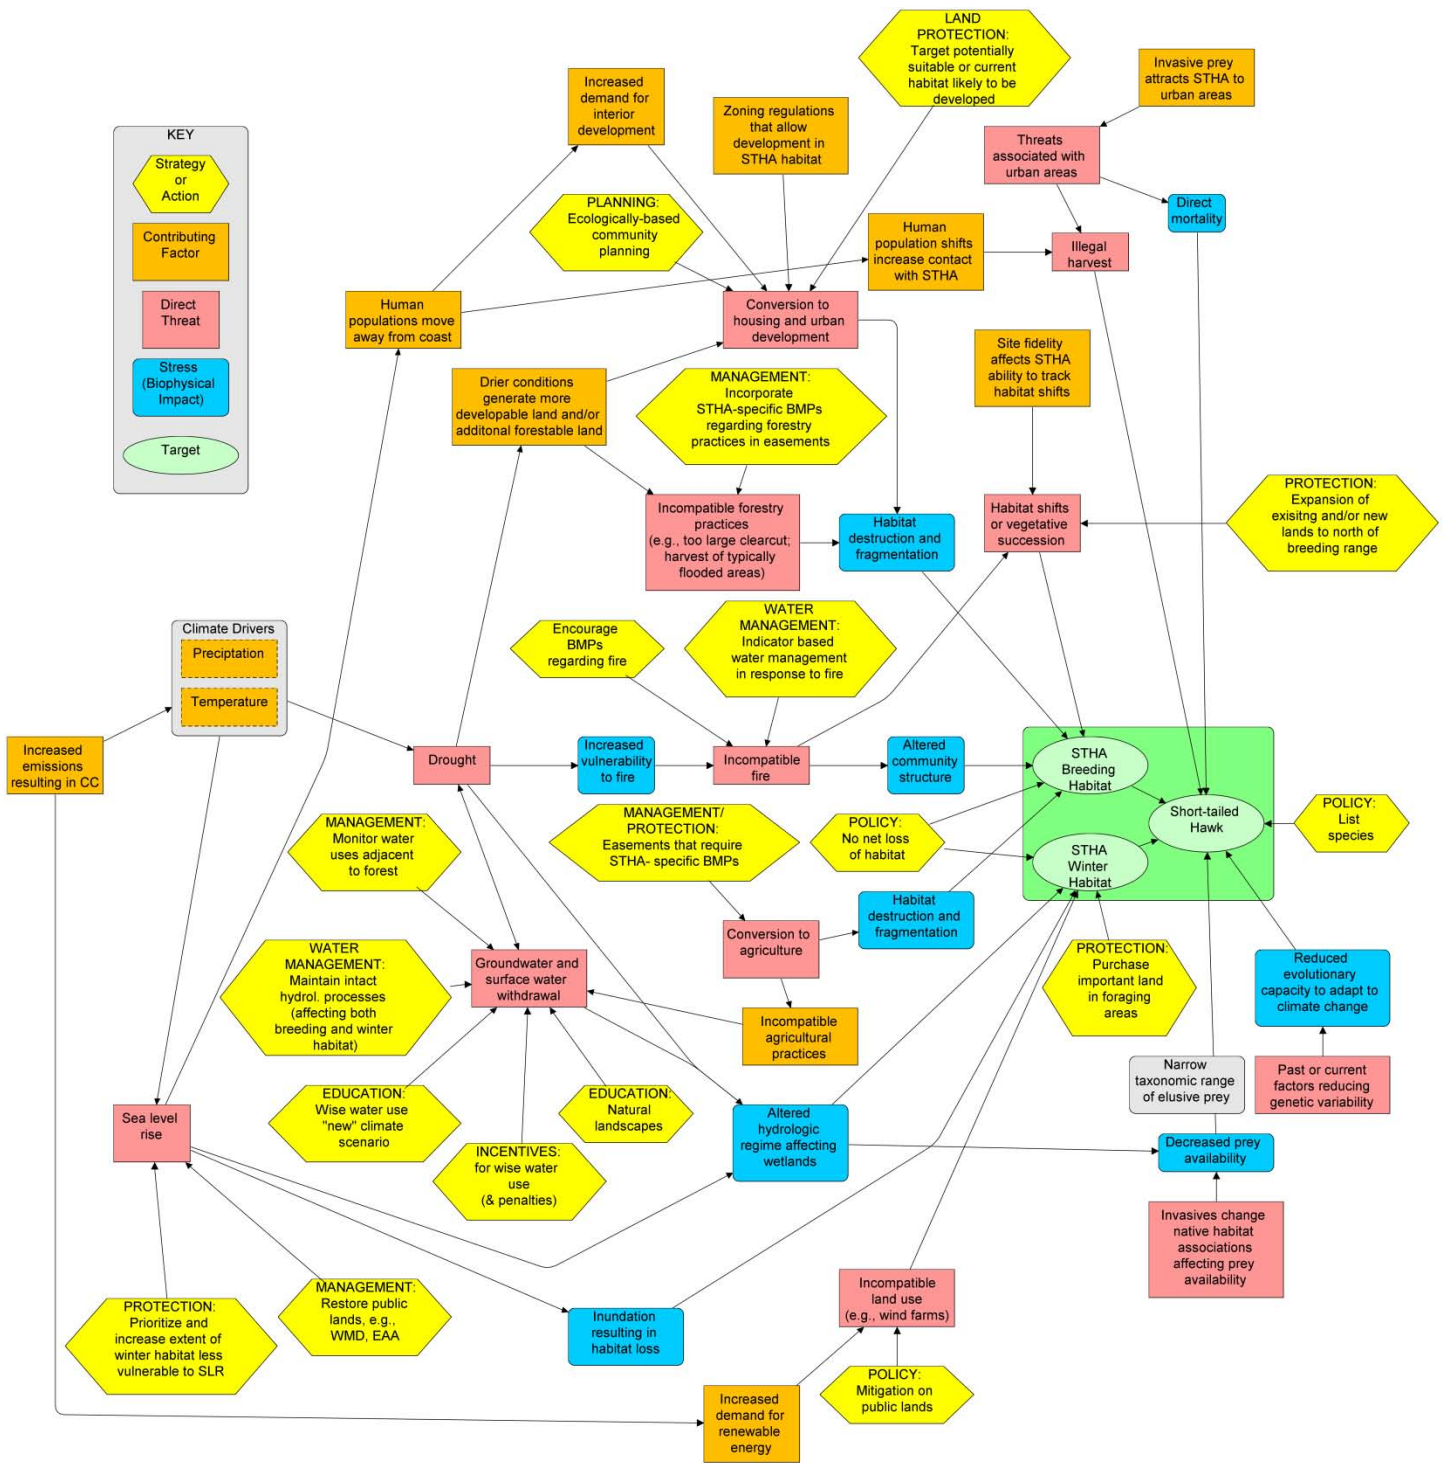 KEY
Strategy
or
Action
Contributing
Factor
Direct
Threat
Stress
(Biophysical
Impact)
Target
LAND
PROTECTION:
Target potentially
suitable or current
habitat likely to be
developed
Invasive prey
attracts STHA to
urban areas
Increased
demand for
interior
development
Zoning regulations
that allow
development in
STHA habitat
Threats
associated with
urban areas
Direct
mortality
PLANNING:
Ecologically-based
community
planning
Human
population shifts
increase contact
with STHA
Illegal
harvest
Human
populations move
away from coast
Conversion to
housing and urban
development
Site fidelity
affects STHA
ability to track
habitat shifts
Drier conditions
generate more
developable land and/or
additonal forestable land
MANAGEMENT:
Incorporate
STHA-specific BMPs
regarding forestry
practices in easements
PROTECTION:
Expansion of
exisitng and/or new
lands to north of
breeding range
Incompatible forestry
practices
(e.g., too large clearcut;
harvest of typically
flooded areas)
Habitat
destruction and
fragmentation
Habitat shifts
or vegetative
succession
Climate Drivers
Preciptation
Temperature
Encourage
BMPs
regarding fire
WATER
MANAGEMENT:
Indicator based
water management
in response to fire
Increased
emissions
resulting in CC
Drought
Increased
vulnerability
to fire
Incompatible
fire
Altered
community
structure
STHA
Breeding
Habitat
Short-tailed
Hawk
STHA
Winter
Habitat
POLICY:
List
species
MANAGEMENT:
Monitor water
uses adjacent
to forest
MANAGEMENT/
PROTECTION:
Easements that require
STHA- specific BMPs
POLICY:
No net loss
of habitat
Conversion to
agriculture
Habitat
destruction and
fragmentation
WATER
MANAGEMENT:
Maintain intact
hydrol. processes
(affecting both
breeding and winter
habitat)
Groundwater and
surface water
withdrawal
Incompatible
agricultural
practices
PROTECTION:
Purchase
important land
in foraging
areas
Reduced
evolutionary
capacity to adapt to
climate change
Narrow
taxonomic range
of elusive prey
Past or current
factors reducing
genetic variability
EDUCATION:
Wise water use
"new" climate
scenario
EDUCATION:
Natural
landscapes
INCENTIVES:
for wise water
use
(& penalties)
Sea level
rise
Altered
hydrologic
regime affecting
wetlands
Decreased prey
availability
Invasives change
native habitat
associations
affecting prey
availability
PROTECTION:
Prioritize and
increase extent of
winter habitat less
vulnerable to SLR
MANAGEMENT:
Restore public
lands, e.g.,
WMD, EAA
Inundation
resulting in
habitat loss
Incompatible
land use
(e.g., wind farms)
POLICY:
Mitigation on
public lands
Increased
demand for
renewable
energy